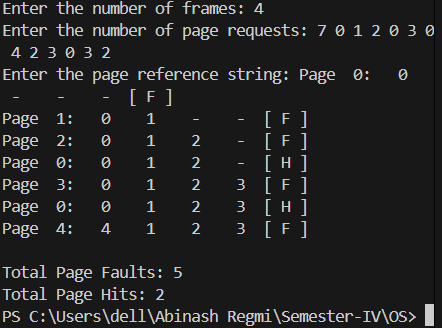 Enter the number of frames: 4
Enter the number of page requests: 7 0 1 2 0 3 0
 4 2 3 0 3 2
Enter the page reference string: Page  0:   0
 -    -    -  [ F ]
Page  1:   0    1    -    -  [ F ]
Page  2:   0    1    2    -  [ F ]
Page  0:   0    1    2    -  [ H ]
Page  3:   0    1    2    3  [ F ]
Page  0:   0    1    2    3  [ H ]
Page  4:   4    1    2    3  [ F ]

Total Page Faults: 5
Total Page Hits: 2
PS C:\Users\dell\Abinash Regmi\Semester-IV\OS>